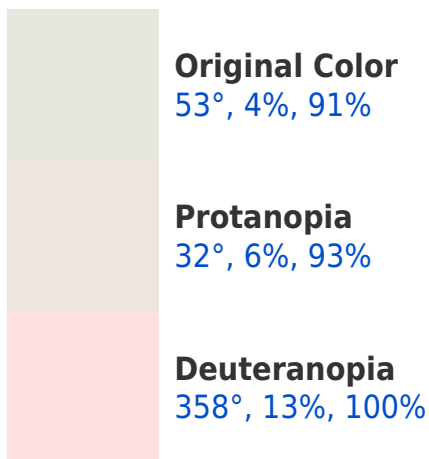 Original Color
53°, 4%, 91%
Protanopia
32°, 6%, 93%
Deuteranopia
358°, 13%, 100%